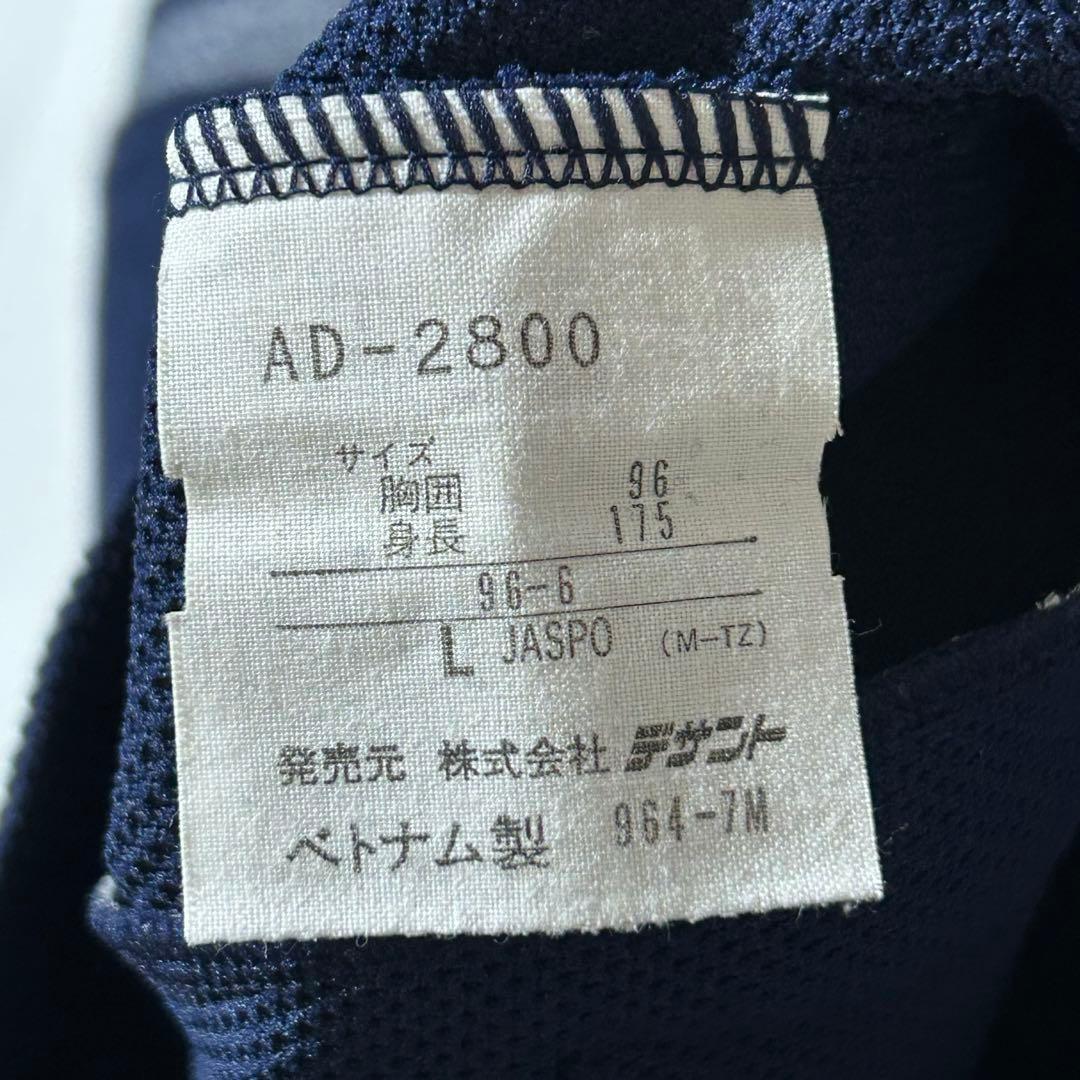 AD-2800
サイズ
胸囲 96
身長 175
96-6
L JASPO (M-TZ)
発売元 株式会社 デサント
ベトナム製 964-7M